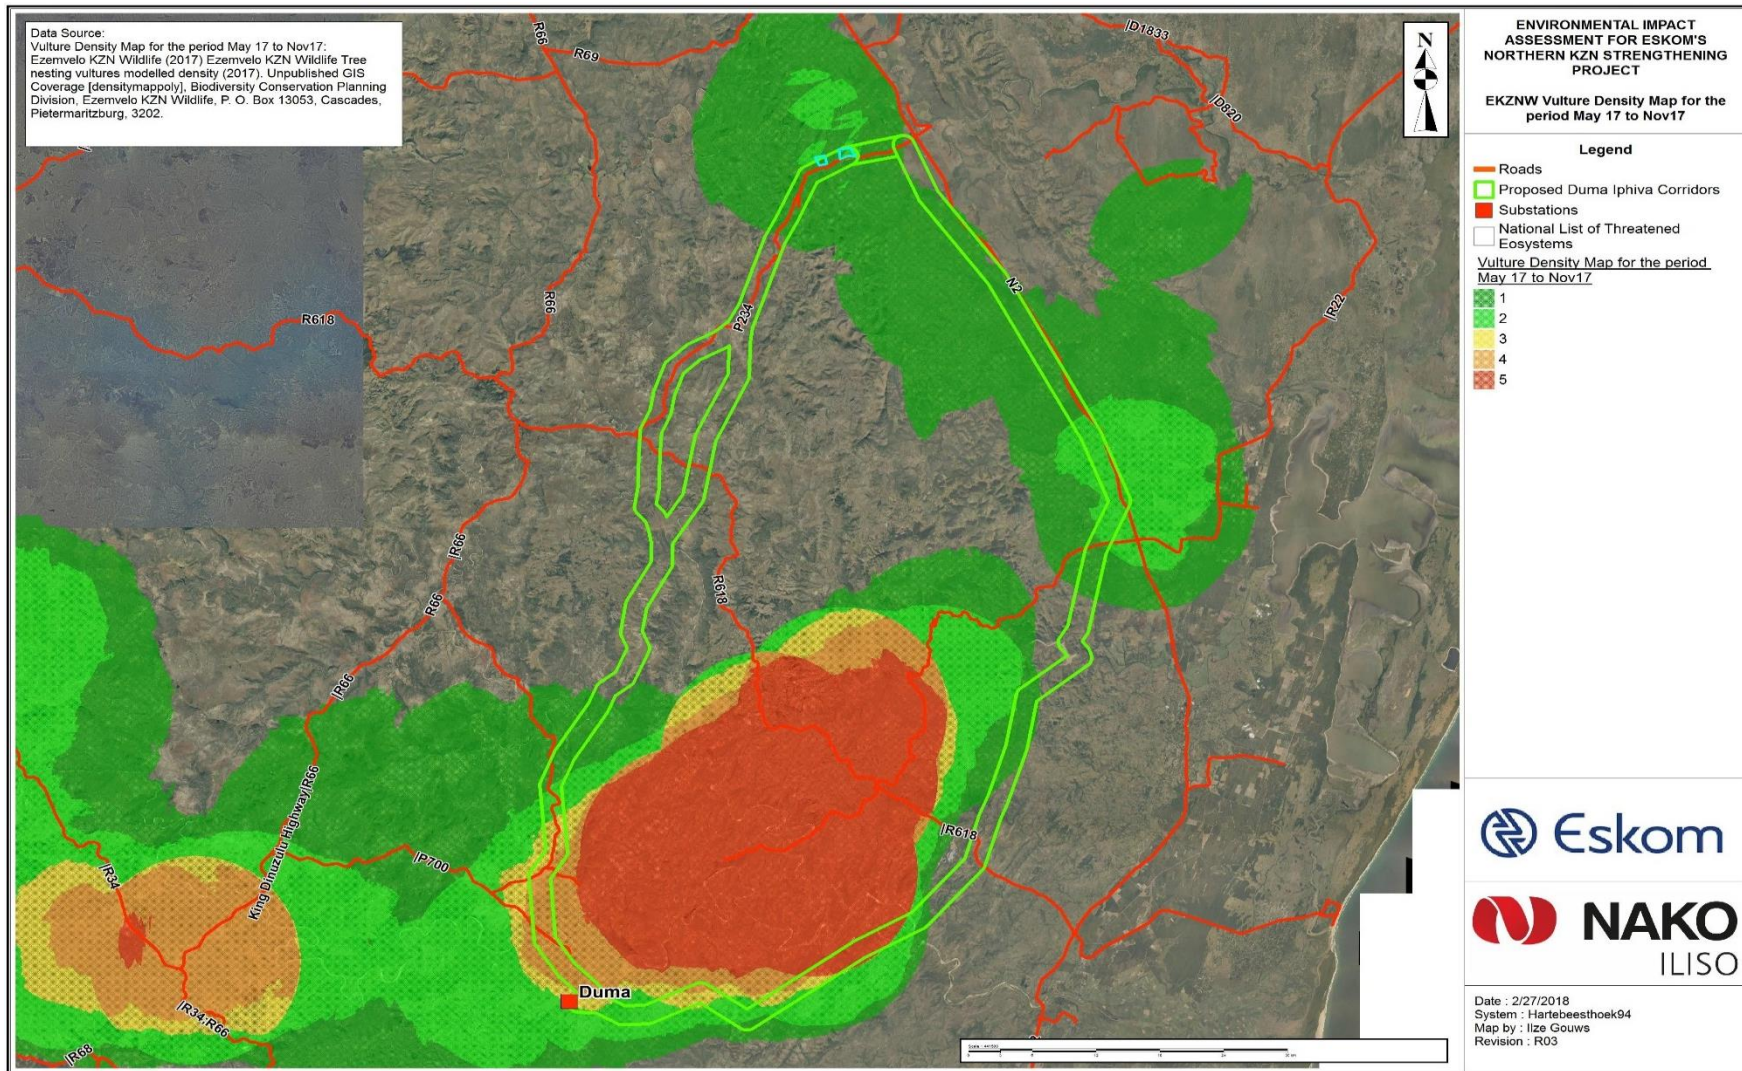 Data Source:
Vulture Density Map for the period May 17 to Nov17:
Ezemvelo KZN Wildlife (2017) Ezemvelo KZN Wildlife Tree
nesting vultures modelled density (2017). Unpublished GIS
Coverage [densitymappoly], Biodiversity Conservation Planning
Division, Ezemvelo KZN Wildlife, P. O. Box 13053, Cascades,
Pietermaritzburg, 3202.
R66
R69
|D1833
|D820
N
R618
R66
P234
N2
|R22
|R66
R66
R618
|R66
King Dinuzulu Highway|R66
|P700
|R618
|R34
|R34;R66
|R68
Duma
ENVIRONMENTAL IMPACT
ASSESSMENT FOR ESKOM'S
NORTHERN KZN STRENGTHENING
PROJECT
EKZNW Vulture Density Map for the
period May 17 to Nov17
Legend
Roads
Proposed Duma Iphiva Corridors
Substations
National List of Threatened
Eosystems
Vulture Density Map for the period
May 17 to Nov17
1
2
3
4
5
Eskom
NAKO
ILISO
Date : 2/27/2018
System : Hartebeesthoek94
Map by : Ilze Gouws
Revision : R03